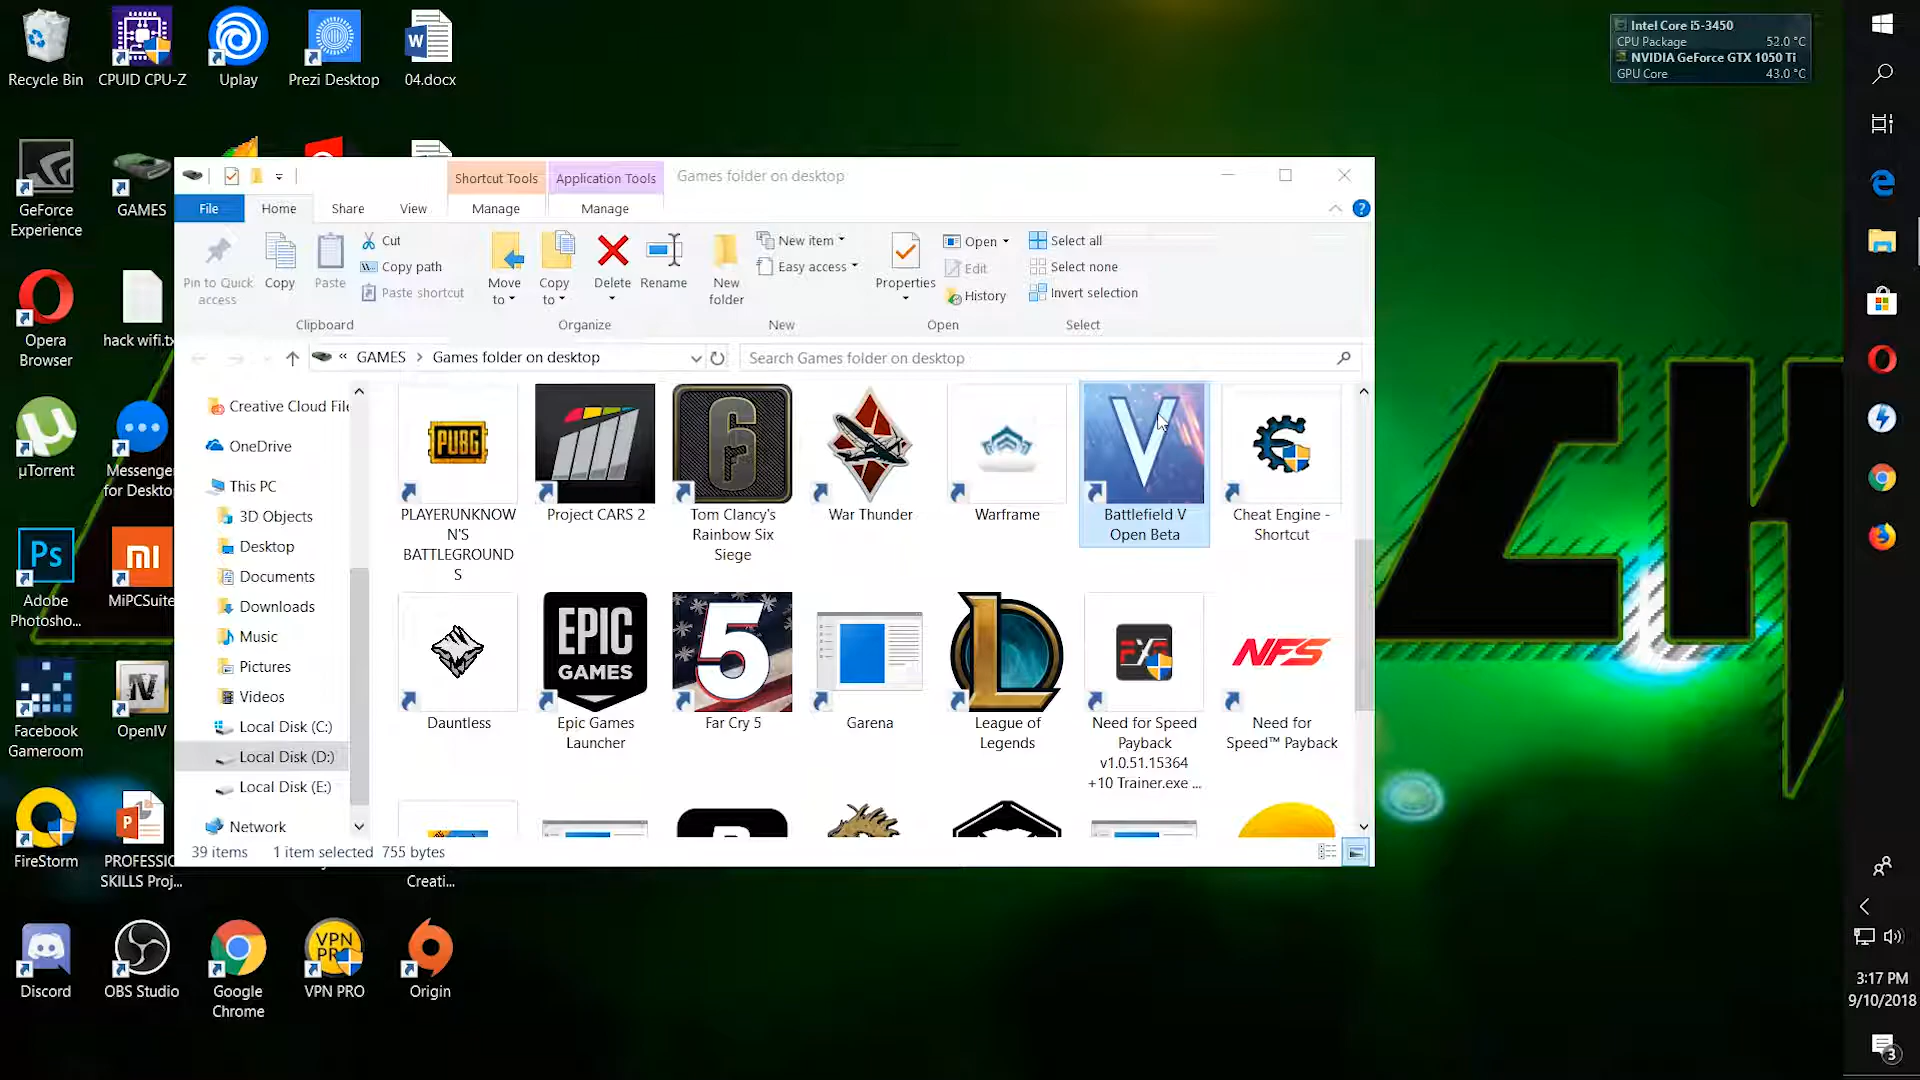 Recycle Bin
CPUID CPU-Z
Uplay
Prezi Desktop
04.docx
Intel Core i5-3450
CPU Package 52.0 °C
NVIDIA GeForce GTX 1050 Ti
GPU Core 43.0 °C
GeForce
Experience
GAMES
Opera
Browser
hack wifi.tx
µTorrent
Messenger
for Deskto
Ps
Adobe
Photosho...
MiPCSuite
Facebook
Gameroom
OpenIV
FireStorm
PROFESSIC
SKILLS Proj...
Creati...
Discord
OBS Studio
Google
Chrome
VPN
PR
VPN PRO
Origin
Shortcut Tools
Application Tools
Games folder on desktop
File
Home
Share
View
Manage
Manage
Pin to Quick
access
Copy
Paste
Cut
Copy path
Paste shortcut
Clipboard
Move
to
Copy
to
Delete
Rename
Organize
New
folder
New item
Easy access
New
Properties
Open
Edit
History
Open
Select all
Select none
Invert selection
Select
« GAMES > Games folder on desktop
Search Games folder on desktop
Creative Cloud File
OneDrive
This PC
3D Objects
Desktop
Documents
Downloads
Music
Pictures
Videos
Local Disk (C:)
Local Disk (D:)
Local Disk (E:)
Network
PUBG
PLAYERUNKNOW
N'S
BATTLEGROUND
S
Project CARS 2
6
Tom Clancy's
Rainbow Six
Siege
War Thunder
Warframe
V
Battlefield V
Open Beta
Cheat Engine -
Shortcut
Dauntless
EPIC
GAMES
Epic Games
Launcher
5
Far Cry 5
Garena
L
League of
Legends
Need for Speed
Payback
v1.0.51.15364
+10 Trainer.exe ...
NFS
Need for
Speed™ Payback
39 items
1 item selected 755 bytes
3:17 PM
9/10/2018
3